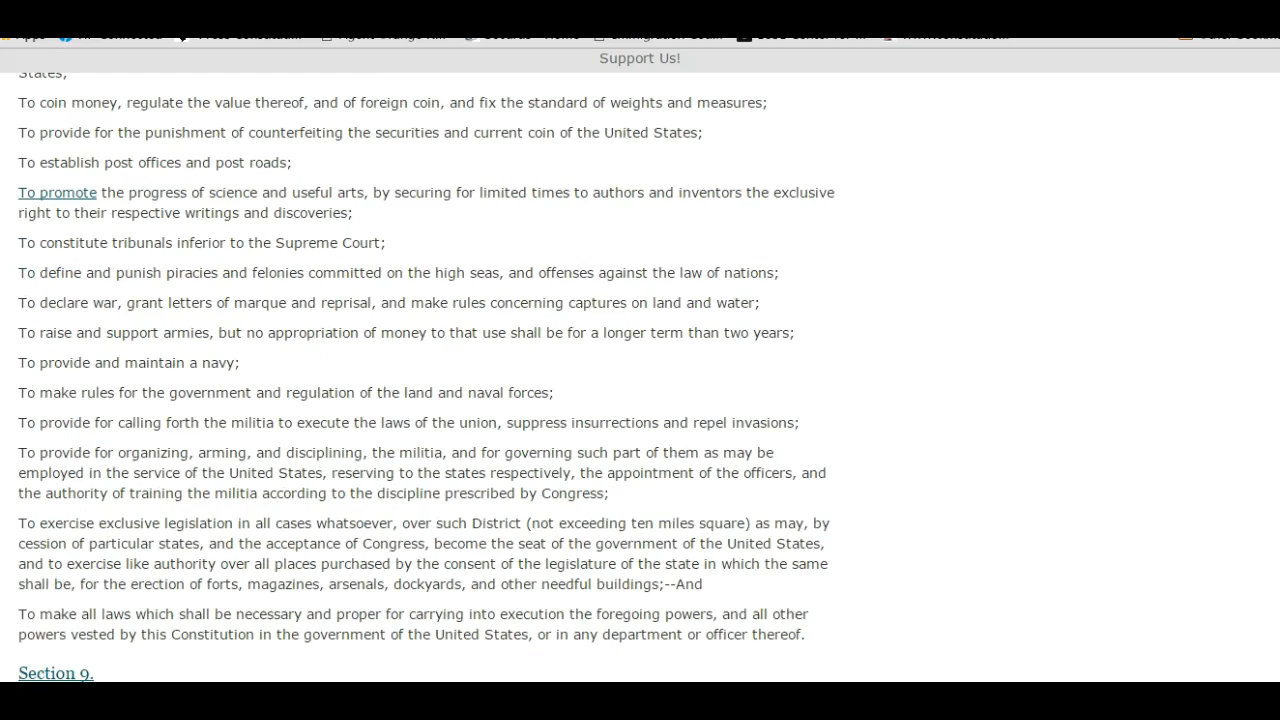 Support Us!
States;
To coin money, regulate the value thereof, and of foreign coin, and fix the standard of weights and measures;
To provide for the punishment of counterfeiting the securities and current coin of the United States;
To establish post offices and post roads;
To promote the progress of science and useful arts, by securing for limited times to authors and inventors the exclusive
right to their respective writings and discoveries;
To constitute tribunals inferior to the Supreme Court;
To define and punish piracies and felonies committed on the high seas, and offenses against the law of nations;
To declare war, grant letters of marque and reprisal, and make rules concerning captures on land and water;
To raise and support armies, but no appropriation of money to that use shall be for a longer term than two years;
To provide and maintain a navy;
To make rules for the government and regulation of the land and naval forces;
To provide for calling forth the militia to execute the laws of the union, suppress insurrections and repel invasions;
To provide for organizing, arming, and disciplining, the militia, and for governing such part of them as may be
employed in the service of the United States, reserving to the states respectively, the appointment of the officers, and
the authority of training the militia according to the discipline prescribed by Congress;
To exercise exclusive legislation in all cases whatsoever, over such District (not exceeding ten miles square) as may, by
cession of particular states, and the acceptance of Congress, become the seat of the government of the United States,
and to exercise like authority over all places purchased by the consent of the legislature of the state in which the same
shall be, for the erection of forts, magazines, arsenals, dockyards, and other needful buildings;--And
To make all laws which shall be necessary and proper for carrying into execution the foregoing powers, and all other
powers vested by this Constitution in the government of the United States, or in any department or officer thereof.
Section 9.